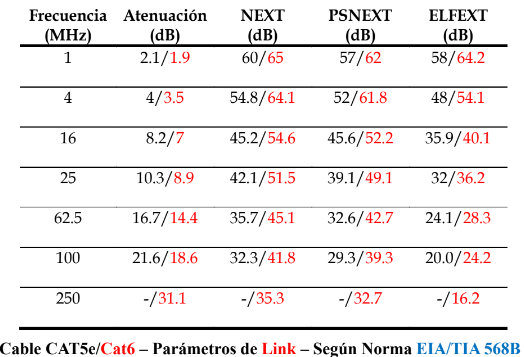 Frecuencia (MHz) Atenuación (dB) NEXT (dB) PSNEXT (dB) ELFEXT (dB)
1 2.1/1.9 60/65 57/62 58/64.2
4 4/3.5 54.8/64.1 52/61.8 48/54.1
16 8.2/7 45.2/54.6 45.6/52.2 35.9/40.1
25 10.3/8.9 42.1/51.5 39.1/49.1 32/36.2
62.5 16.7/14.4 35.7/45.1 32.6/42.7 24.1/28.3
100 21.6/18.6 32.3/41.8 29.3/39.3 20.0/24.2
250 -/31.1 -/35.3 -/32.7 -/16.2
Cable CAT5e/Cat6 – Parámetros de Link – Según Norma EIA/TIA 568B